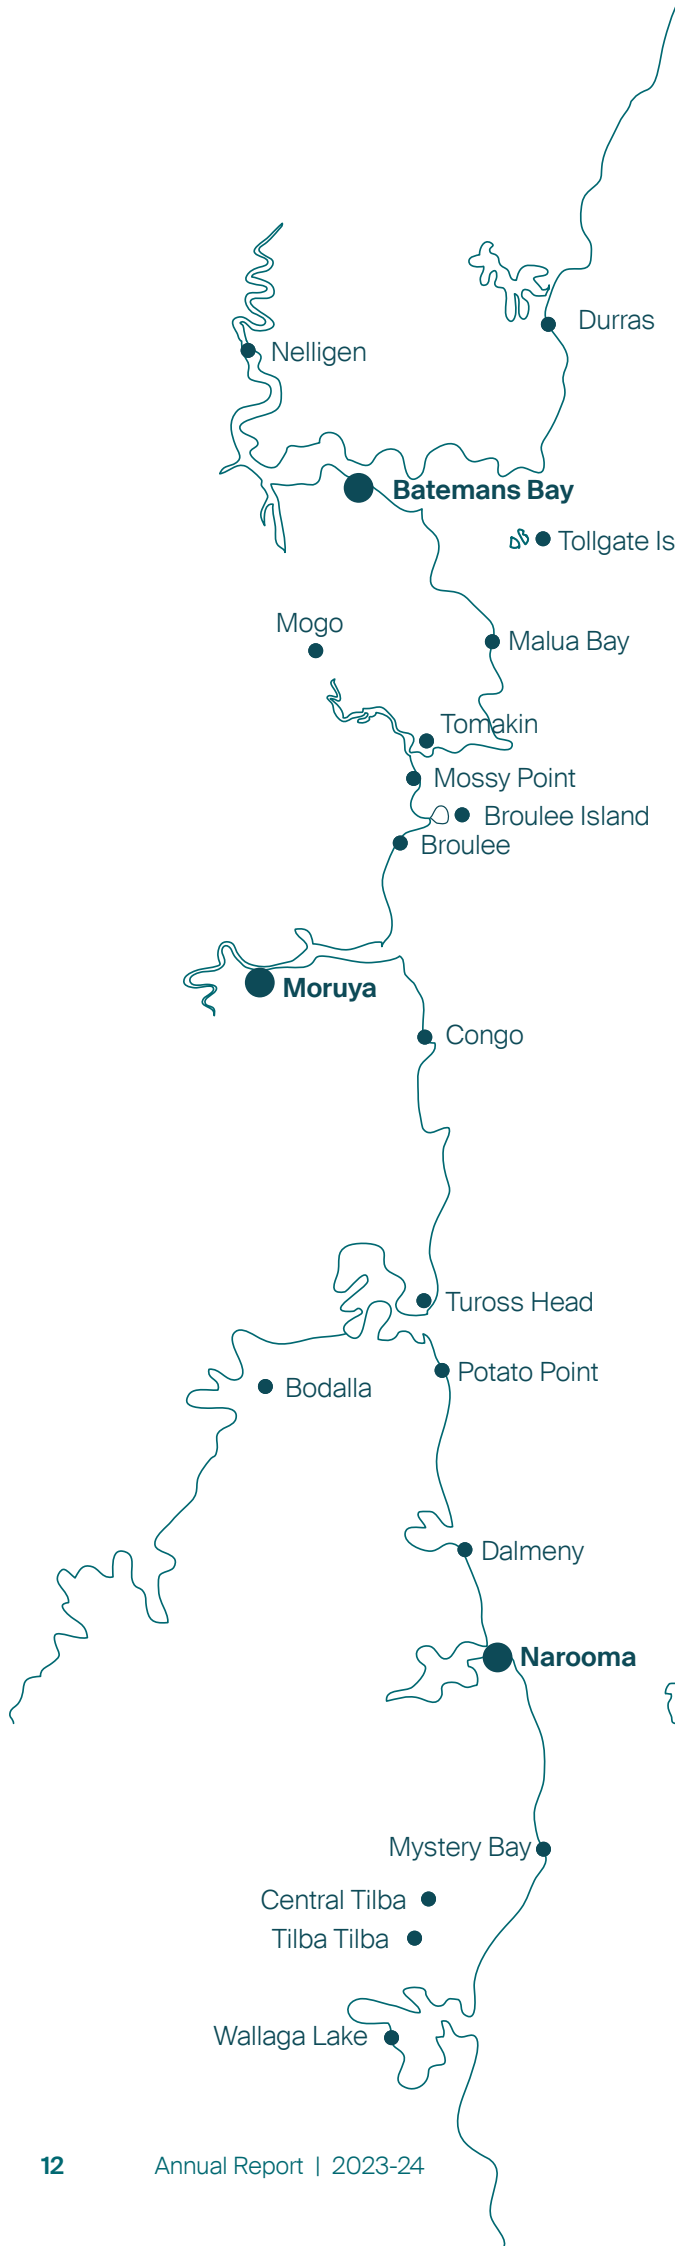 Durras
Nelligen
Batemans Bay
Tollgate Is
Mogo
Malua Bay
Tomakin
Mossy Point
Broulee Island
Broulee
Moruya
Congo
Tuross Head
Potato Point
Bodalla
Dalmeny
Narooma
Mystery Bay
Central Tilba
Tilba Tilba
Wallaga Lake
12 Annual Report | 2023-24